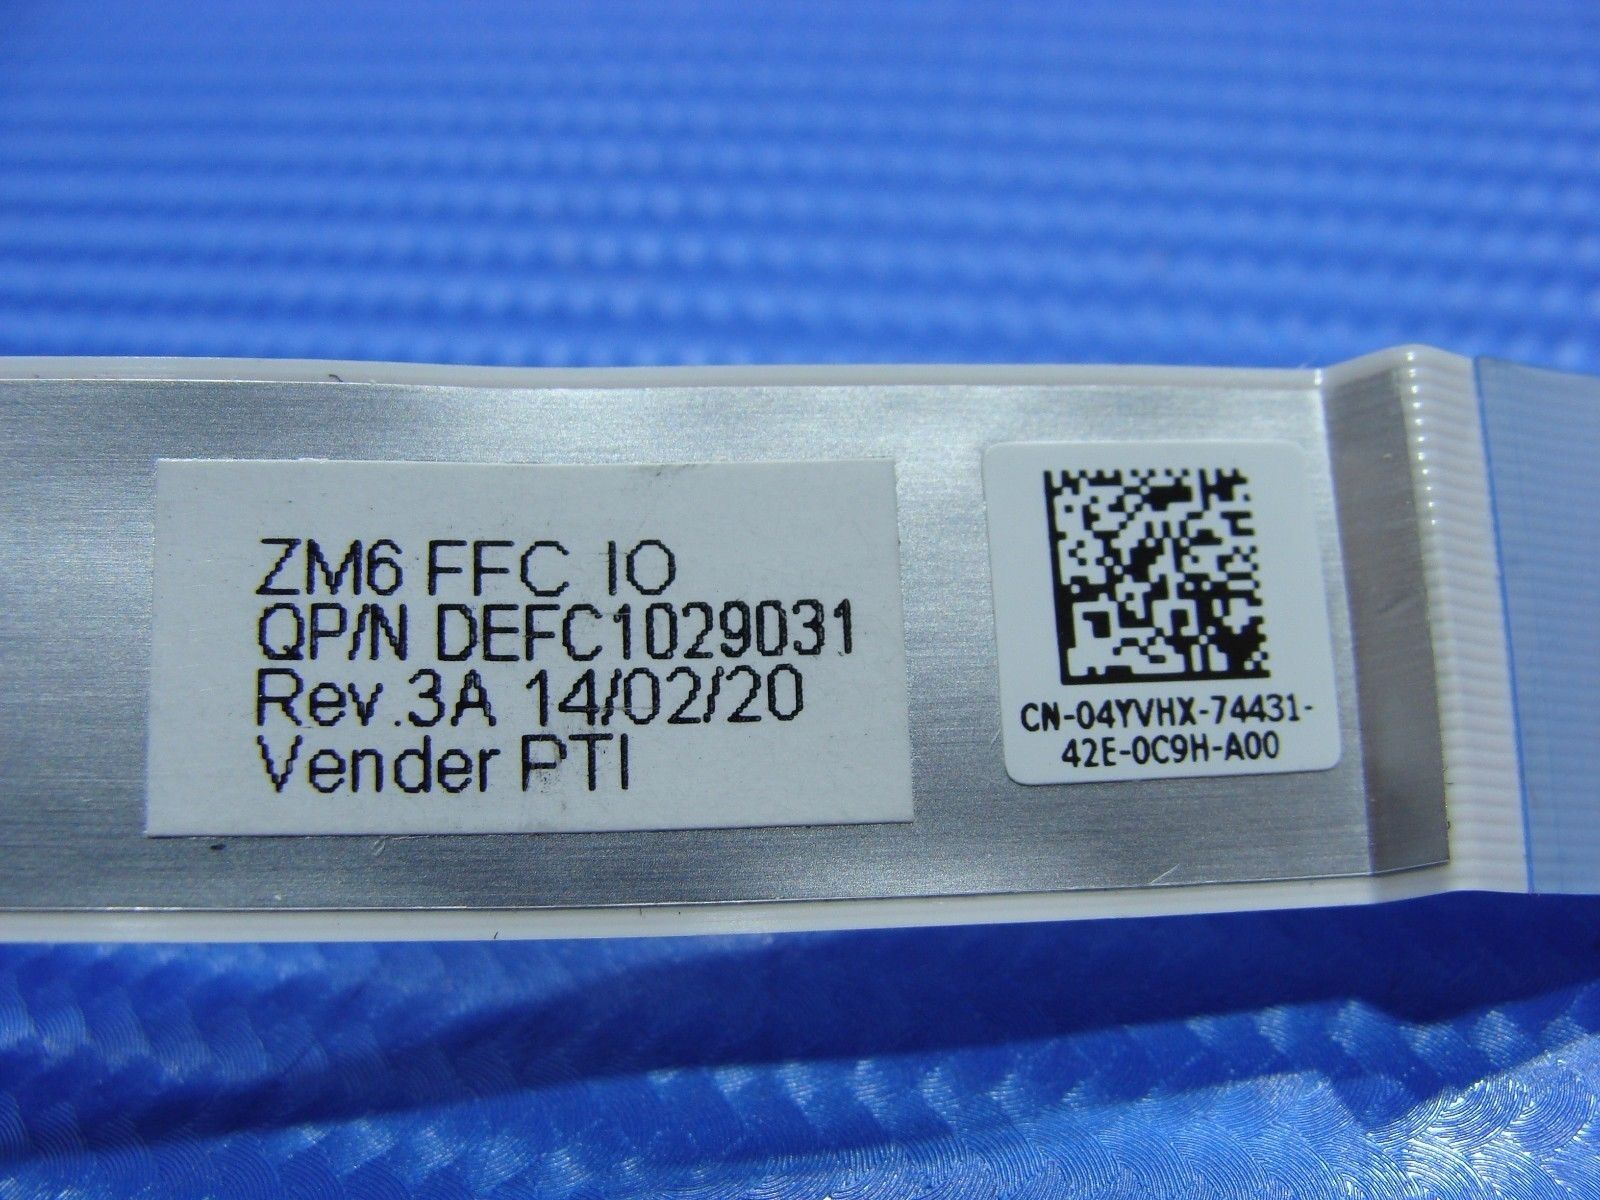 ZM6 FFC IO
QP/N DEFC1029031
Rev.3A 14/02/20
Vender PTI
CN-04YVHX-74431-
42E-0C9H-A00